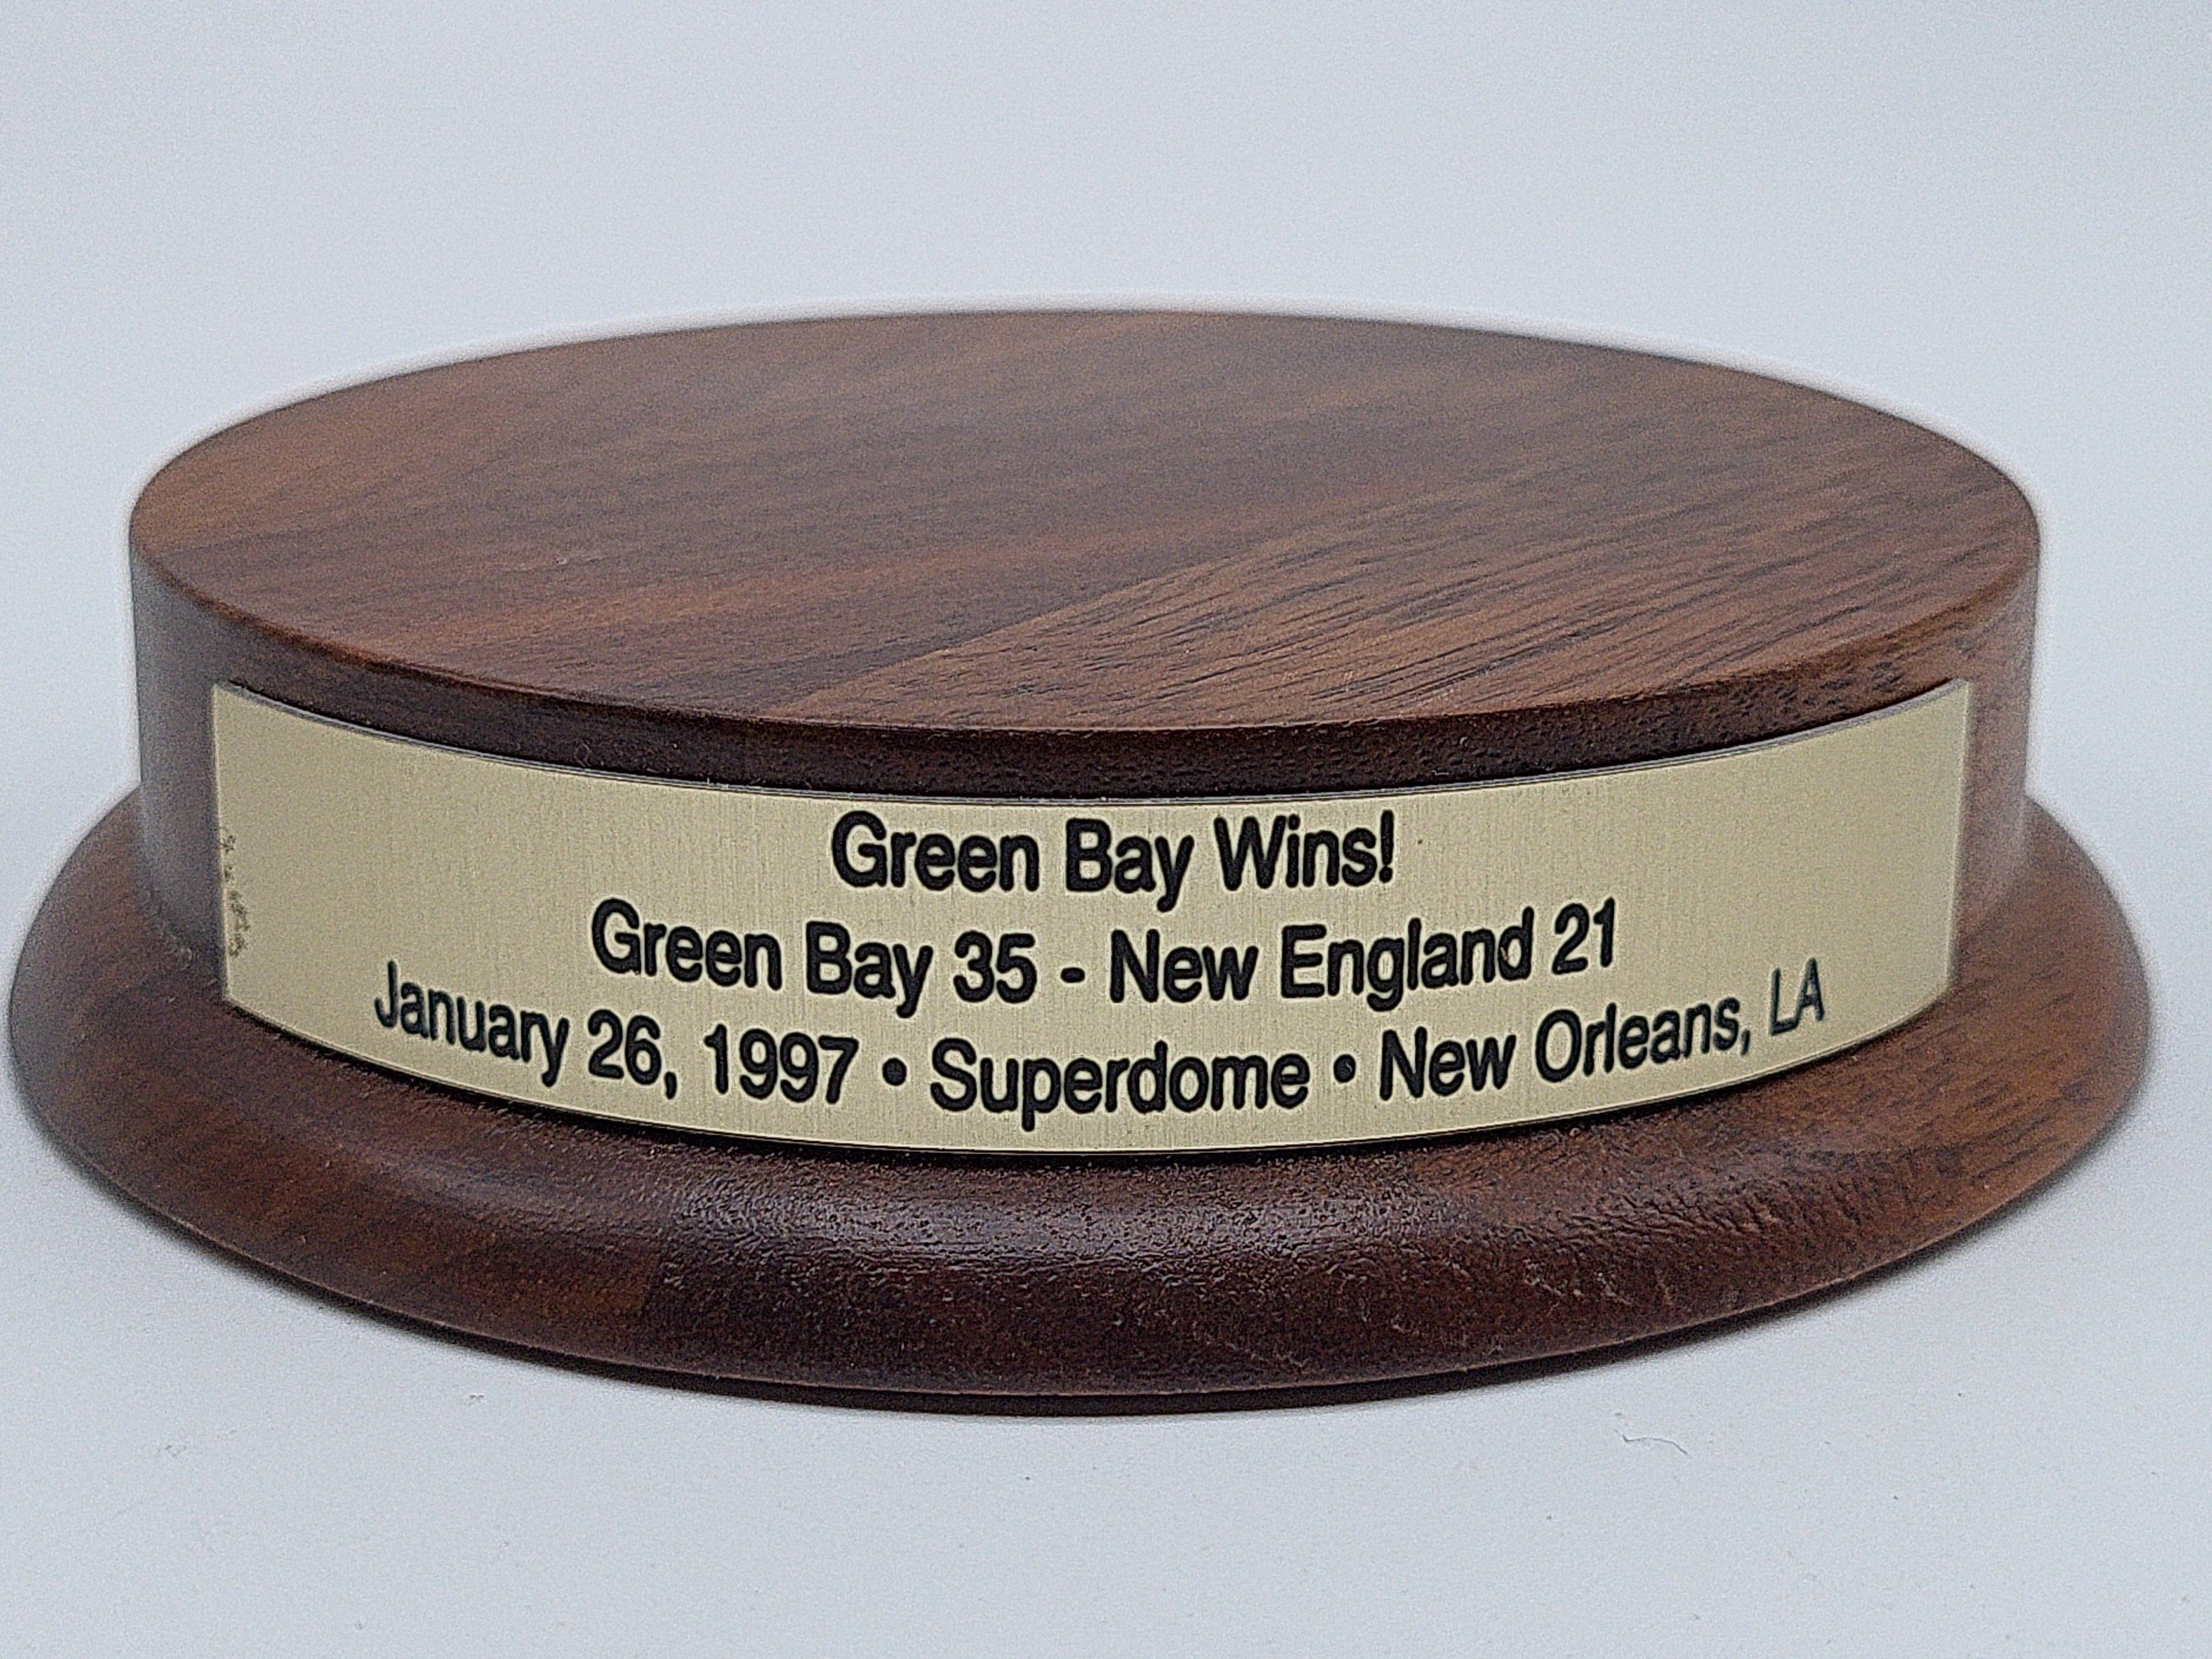 Green Bay Wins!
Green Bay 35 - New England 21
January 26, 1997 • Superdome • New Orleans, LA